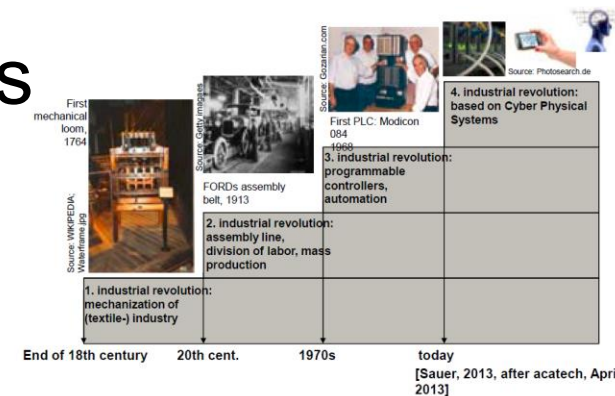 s
First
mechanical
loom,
1764
Source: WIKIPEDIA;
Waterframe.jpg
Source: Getty images
FORDs assembly
belt, 1913
Source: Gozarian.com
First PLC: Modicon
084
1968
Source: Photosearch.de
4. industrial revolution:
based on Cyber Physical
Systems
3. industrial revolution:
programmable
controllers,
automation
2. industrial revolution:
assembly line,
division of labor, mass
production
1. industrial revolution:
mechanization of
(textile-) industry
End of 18th century
20th cent.
1970s
today
[Sauer, 2013, after acatech, Apri
2013]